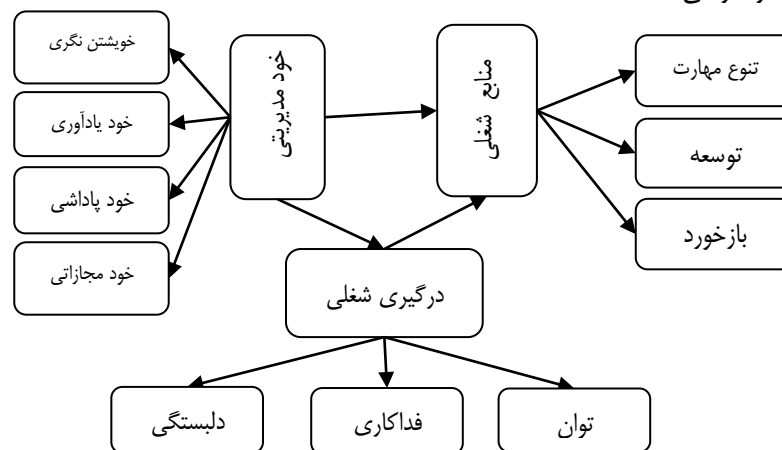 خویشتن نگری
خود یادآوری
خود پاداشی
خود مجازاتی
خود مدیریتی
منابع شغلی
تنوع مهارت
توسعه
بازخورد
درگیری شغلی
دلبستگی
فداکاری
توان